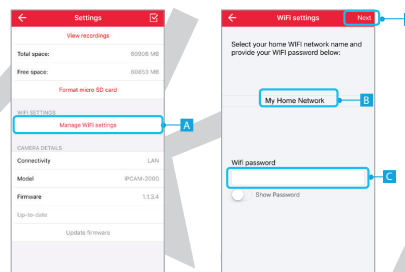 Settings
View recordings
Total space: 60906 MB
Free space: 60853 MB
Format micro SD card
WIFI SETTINGS
Manage WiFi settings
A
CAMERA DETAILS
Connectivity LAN
Model IPCAM-2000
Firmware 1.1.3.4
Up-to-date
Update firmware
WiFi settings Next
Select your home WIFI network name and
provide your WIFI password below:
My Home Network
B
Wifi password
C
Show Password